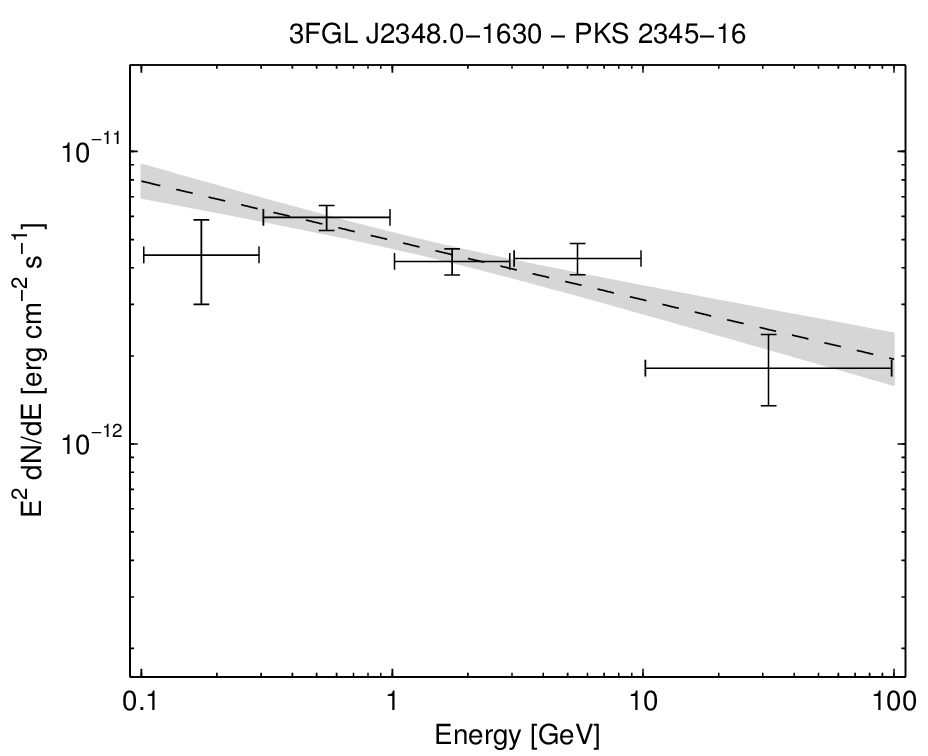 3FGL J2348.0−1630 − PKS 2345−16
10⁻¹¹
10⁻¹²
E² dN/dE [erg cm⁻² s⁻¹]
0.1 1 10 100
Energy [GeV]